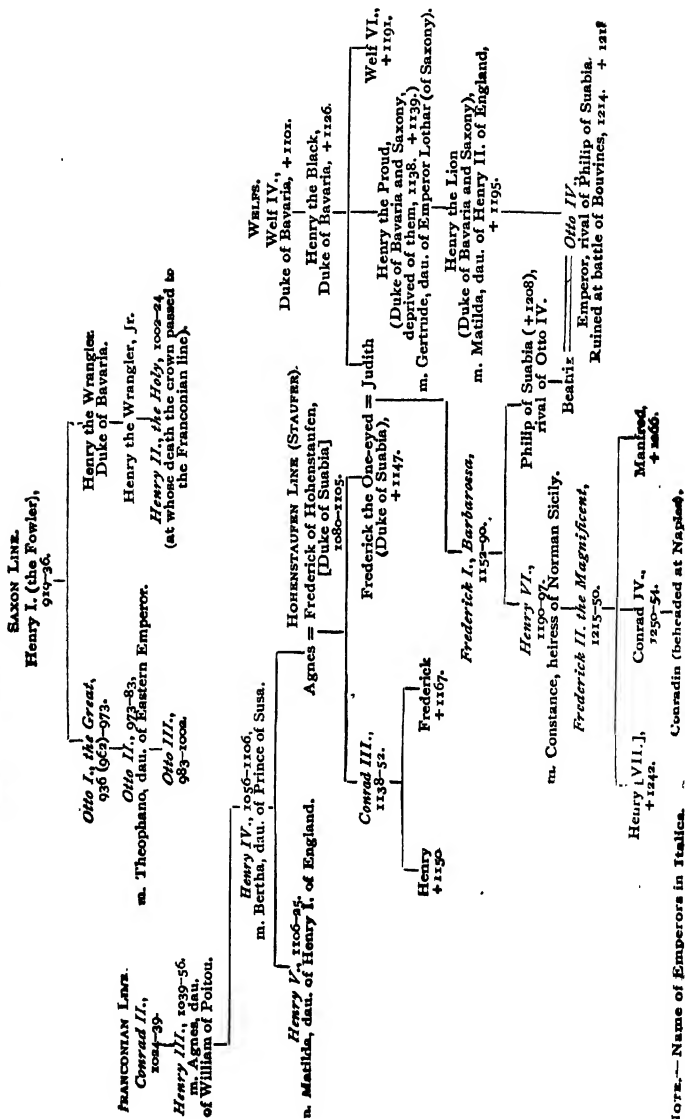 SAXON LINE.
Henry I. (the Fowler),
919–36.
Otto I., the Great,
936 (962)–973.
Otto II., 973–83,
m. Theophano, dau. of Eastern Emperor.
Otto III.,
983–1002.
Henry the Wrangler.
Duke of Bavaria.
Henry the Wrangler, Jr.
Henry II., the Holy, 1002–24
(at whose death the crown passed to
the Franconian line).
FRANCONIAN LINE.
Conrad II.,
1024–39.
Henry III., 1039–56.
m. Agnes, dau.
of William of Poitou.
Henry IV., 1056–1106,
m. Bertha, dau. of Prince of Susa.
Henry V., 1106–25.
m. Matilda, dau. of Henry I. of England.
HOHENSTAUFEN LINE (STAUFER).
Agnes = Frederick of Hohenstaufen,
[Duke of Suabia]
1080–1105.
Conrad III.,
1138–52.
Frederick the One-eyed = Judith
(Duke of Suabia),
+1147.
Henry
+1150
Frederick
+1167.
Frederick I., Barbarossa,
1152–90.
Henry VI.,
1190–97.
m. Constance, heiress of Norman Sicily.
Frederick II. the Magnificent,
1215–50.
Philip of Suabia (+1208),
rival of Otto IV.
Beatrix
Henry [VII.],
+1242.
Conrad IV.,
1250–54.
Manfred,
+1266.
Conradin (beheaded at Naples),
WELFS.
Welf IV.,
Duke of Bavaria, +1101.
Henry the Black,
Duke of Bavaria, +1126.
Welf VI.,
+1191.
Henry the Proud,
(Duke of Bavaria and Saxony,
deprived of them, 1138. +1139.)
m. Gertrude, dau. of Emperor Lothar (of Saxony).
Henry the Lion
(Duke of Bavaria and Saxony),
m. Matilda, dau. of Henry II. of England,
+ 1195.
Otto IV.,
Emperor, rival of Philip of Suabia.
Ruined at battle of Bouvines, 1214. + 1218
NOTE.—Name of Emperors in Italics.